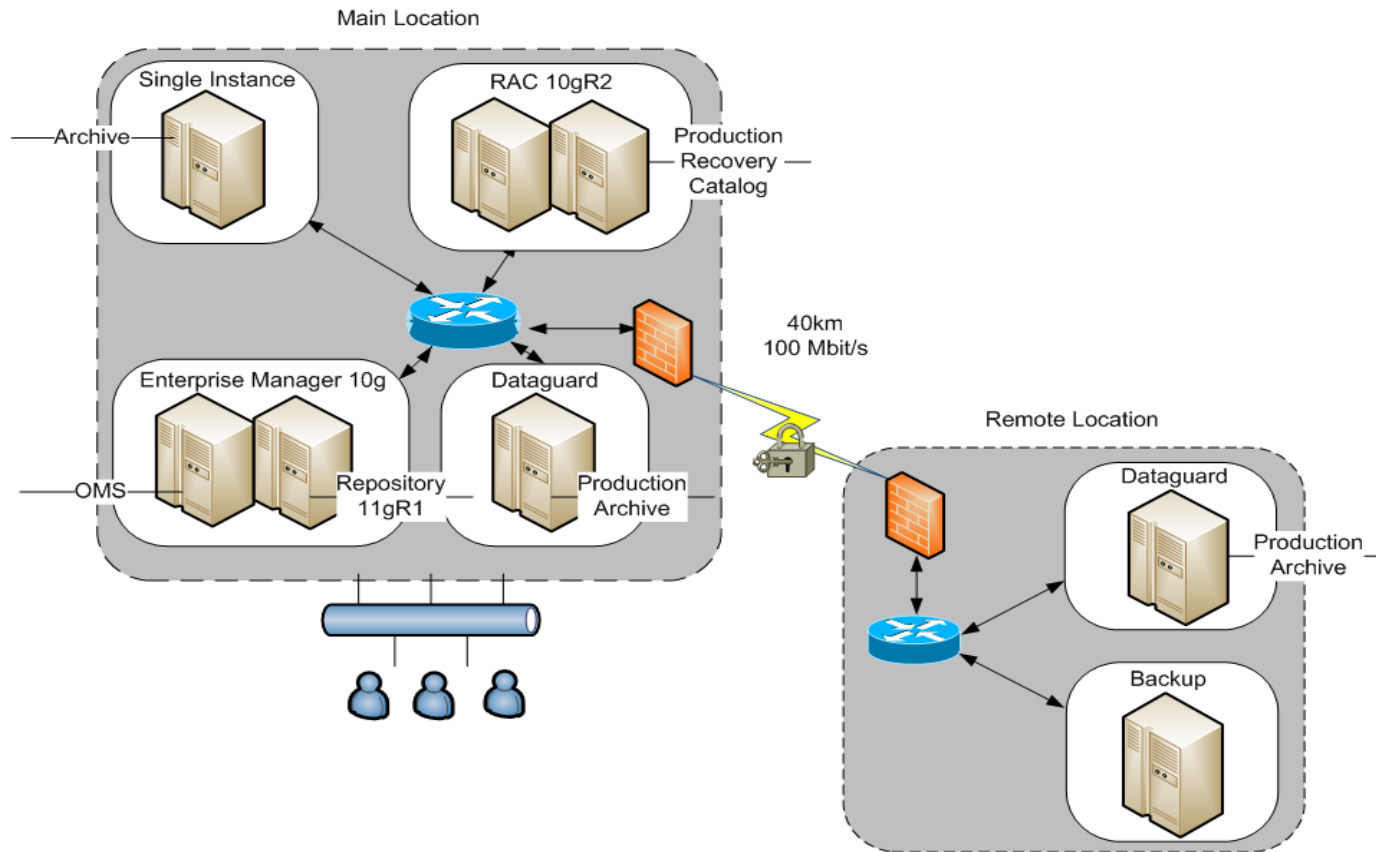 Main Location
Single Instance
Archive
RAC 10gR2
Production
Recovery
Catalog
Enterprise Manager 10g
OMS
Repository
11gR1
Dataguard
Production
Archive
40km
100 Mbit/s
Remote Location
Dataguard
Production
Archive
Backup